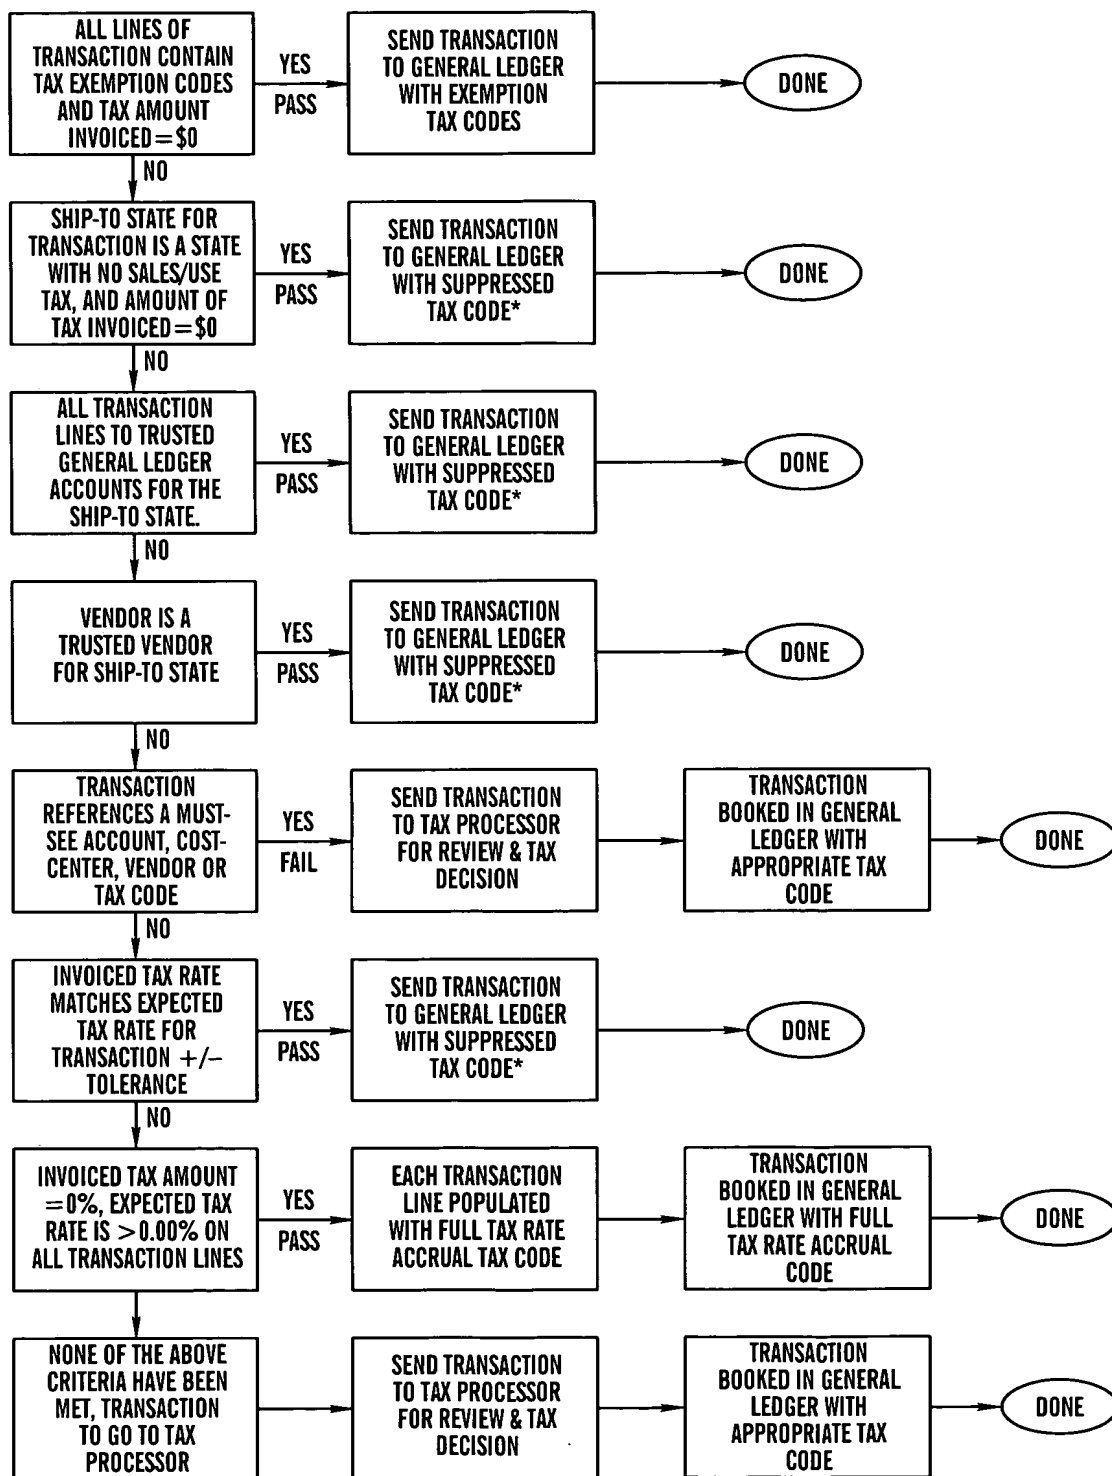 ALL LINES OF
TRANSACTION CONTAIN
TAX EXEMPTION CODES
AND TAX AMOUNT
INVOICED=$0
YES
PASS
SEND TRANSACTION
TO GENERAL LEDGER
WITH EXEMPTION
TAX CODES
DONE
NO
SHIP-TO STATE FOR
TRANSACTION IS A STATE
WITH NO SALES/USE
TAX, AND AMOUNT OF
TAX INVOICED=$0
YES
PASS
SEND TRANSACTION
TO GENERAL LEDGER
WITH SUPPRESSED
TAX CODE*
DONE
NO
ALL TRANSACTION
LINES TO TRUSTED
GENERAL LEDGER
ACCOUNTS FOR THE
SHIP-TO STATE.
YES
PASS
SEND TRANSACTION
TO GENERAL LEDGER
WITH SUPPRESSED
TAX CODE*
DONE
NO
VENDOR IS A
TRUSTED VENDOR
FOR SHIP-TO STATE
YES
PASS
SEND TRANSACTION
TO GENERAL LEDGER
WITH SUPPRESSED
TAX CODE*
DONE
NO
TRANSACTION
REFERENCES A MUST-
SEE ACCOUNT, COST-
CENTER, VENDOR OR
TAX CODE
YES
FAIL
SEND TRANSACTION
TO TAX PROCESSOR
FOR REVIEW & TAX
DECISION
TRANSACTION
BOOKED IN GENERAL
LEDGER WITH
APPROPRIATE TAX
CODE
DONE
NO
INVOICED TAX RATE
MATCHES EXPECTED
TAX RATE FOR
TRANSACTION +/-
TOLERANCE
YES
PASS
SEND TRANSACTION
TO GENERAL LEDGER
WITH SUPPRESSED
TAX CODE*
DONE
NO
INVOICED TAX AMOUNT
=0%, EXPECTED TAX
RATE IS >0.00% ON
ALL TRANSACTION LINES
YES
PASS
EACH TRANSACTION
LINE POPULATED
WITH FULL TAX RATE
ACCRUAL TAX CODE
TRANSACTION
BOOKED IN GENERAL
LEDGER WITH FULL
TAX RATE ACCRUAL
CODE
DONE
NONE OF THE ABOVE
CRITERIA HAVE BEEN
MET, TRANSACTION
TO GO TO TAX
PROCESSOR
SEND TRANSACTION
TO TAX PROCESSOR
FOR REVIEW & TAX
DECISION
TRANSACTION
BOOKED IN GENERAL
LEDGER WITH
APPROPRIATE TAX
CODE
DONE